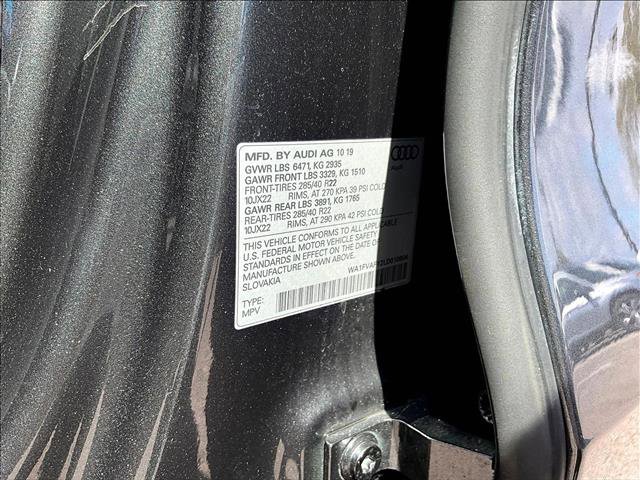 MFD. BY AUDI AG 10 19
GVWR LBS 6471, KG 2935
GAWR FRONT LBS 3329, KG 1510
FRONT-TIRES 285/40 R22
10JX22 RIMS, AT 270 KPA 39 PSI COLD
GAWR REAR LBS 3891, KG 1765
REAR-TIRES 285/40 R22
10JX22 RIMS, AT 290 KPA 42 PSI COLD
THIS VEHICLE CONFORMS TO ALL APPLICABLE
U.S. FEDERAL MOTOR VEHICLE SAFETY
STANDARDS IN EFFECT ON THE DATE OF
MANUFACTURE SHOWN ABOVE.
SLOVAKIA
TYPE:
MPV
Audi